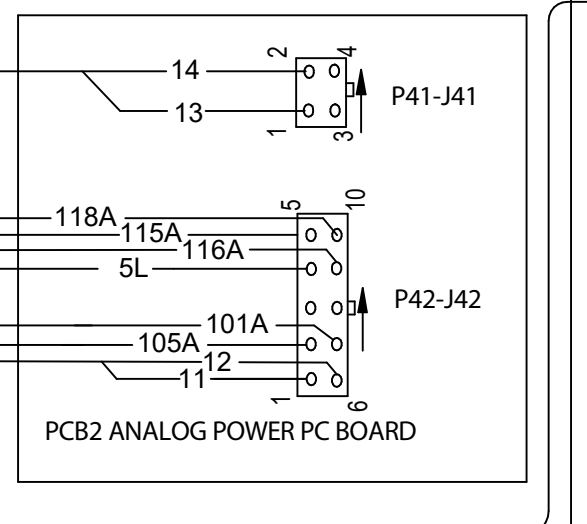 2 4
14
13
1 3
P41-J41
5 10
118A
115A
116A
5L
P42-J42
101A
105A
12
11
1 6
PCB2 ANALOG POWER PC BOARD